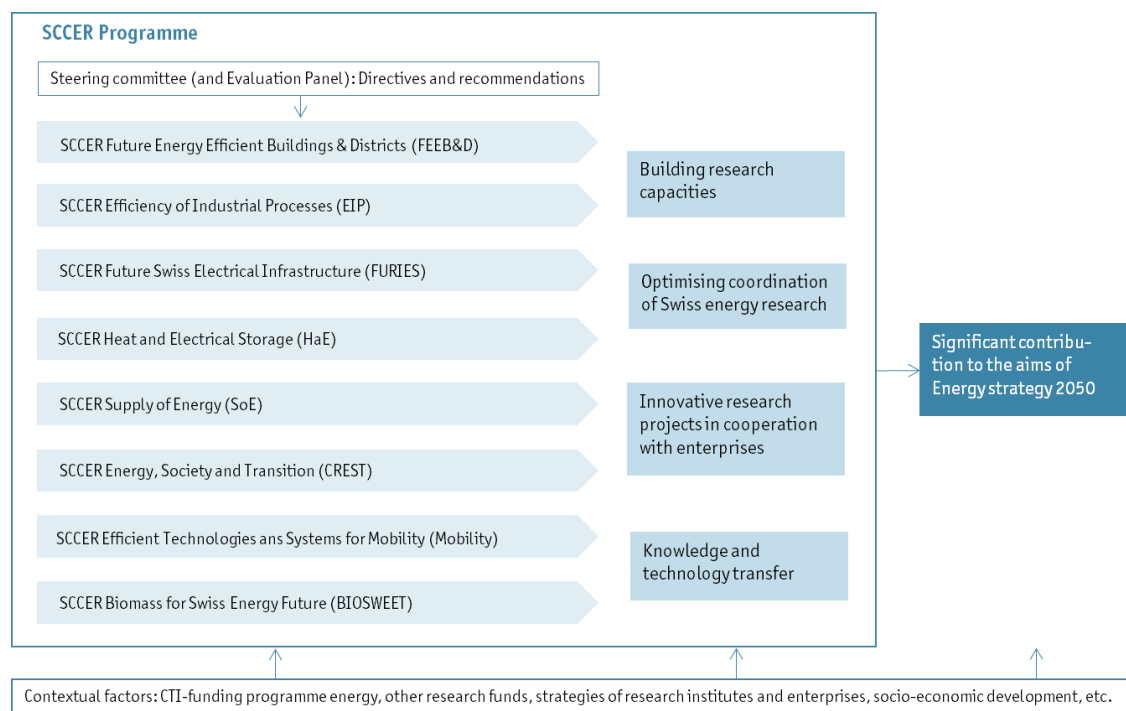 SCCER Programme
Steering committee (and Evaluation Panel): Directives and recommendations
SCCER Future Energy Efficient Buildings & Districts (FEEB&D)
SCCER Efficiency of Industrial Processes (EIP)
SCCER Future Swiss Electrical Infrastructure (FURIES)
SCCER Heat and Electrical Storage (HaE)
SCCER Supply of Energy (SoE)
SCCER Energy, Society and Transition (CREST)
SCCER Efficient Technologies ans Systems for Mobility (Mobility)
SCCER Biomass for Swiss Energy Future (BIOSWEET)
Building research
capacities
Optimising coordination
of Swiss energy research
Innovative research
projects in cooperation
with enterprises
Knowledge and
technology transfer
Significant contribu-
tion to the aims of
Energy strategy 2050
Contextual factors: CTI-funding programme energy, other research funds, strategies of research institutes and enterprises, socio-economic development, etc.